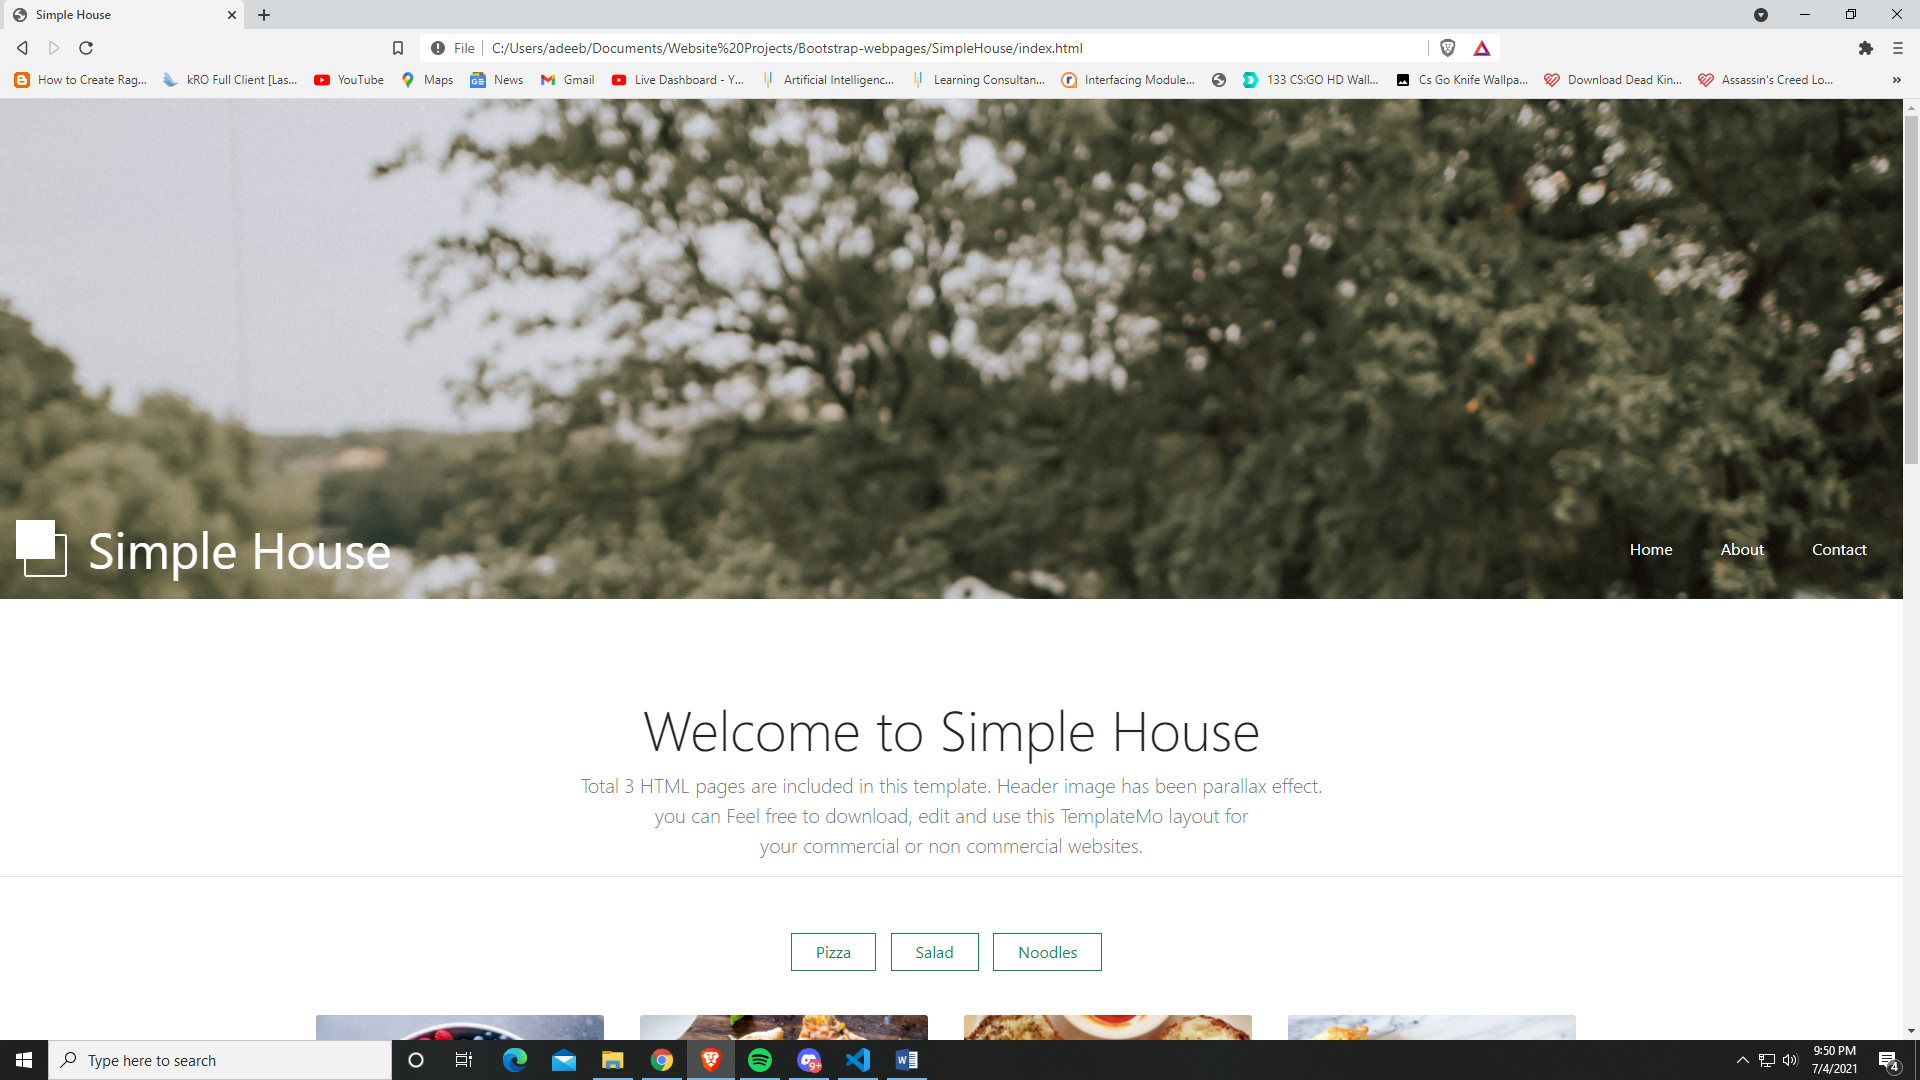 Simple House
File
C:/Users/adeeb/Documents/Website%20Projects/Bootstrap-webpages/SimpleHouse/index.html
How to Create Rag...
kRO Full Client [Las...
YouTube
Maps
News
Gmail
Live Dashboard - Y...
Artificial Intelligenc...
Learning Consultan...
Interfacing Module...
133 CS:GO HD Wall...
Cs Go Knife Wallpa...
Download Dead Kin...
Assassin's Creed Lo...
»
Simple House
Home
About
Contact
Welcome to Simple House
Total 3 HTML pages are included in this template. Header image has been parallax effect.
you can Feel free to download, edit and use this TemplateMo layout for
your commercial or non commercial websites.
Pizza
Salad
Noodles
Type here to search
9+
9:50 PM
7/4/2021
4